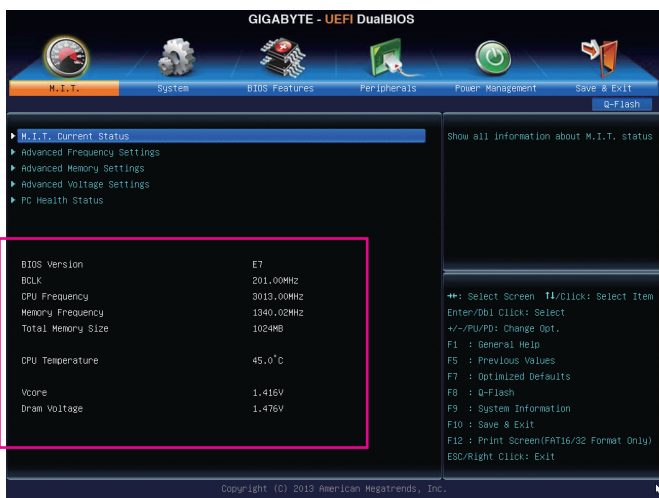 GIGABYTE - UEFI DualBIOS
M.I.T. System BIOS Features Peripherals Power Management Save & Exit
Q-Flash
M.I.T. Current Status
Advanced Frequency Settings
Advanced Memory Settings
Advanced Voltage Settings
PC Health Status
BIOS Version E7
BCLK 201.00MHz
CPU Frequency 3013.00MHz
Memory Frequency 1340.02MHz
Total Memory Size 1024MB
CPU Temperature 45.0°C
Vcore 1.416V
Dram Voltage 1.476V
Show all information about M.I.T. status
→←: Select Screen ↑↓/Click: Select Item
Enter/Dbl Click: Select
+/-/PU/PD: Change Opt.
F1 : General Help
F5 : Previous Values
F7 : Optimized Defaults
F8 : Q-Flash
F9 : System Information
F10 : Save & Exit
F12 : Print Screen(FAT16/32 Format Only)
ESC/Right Click: Exit
Copyright (C) 2013 American Megatrends, Inc.